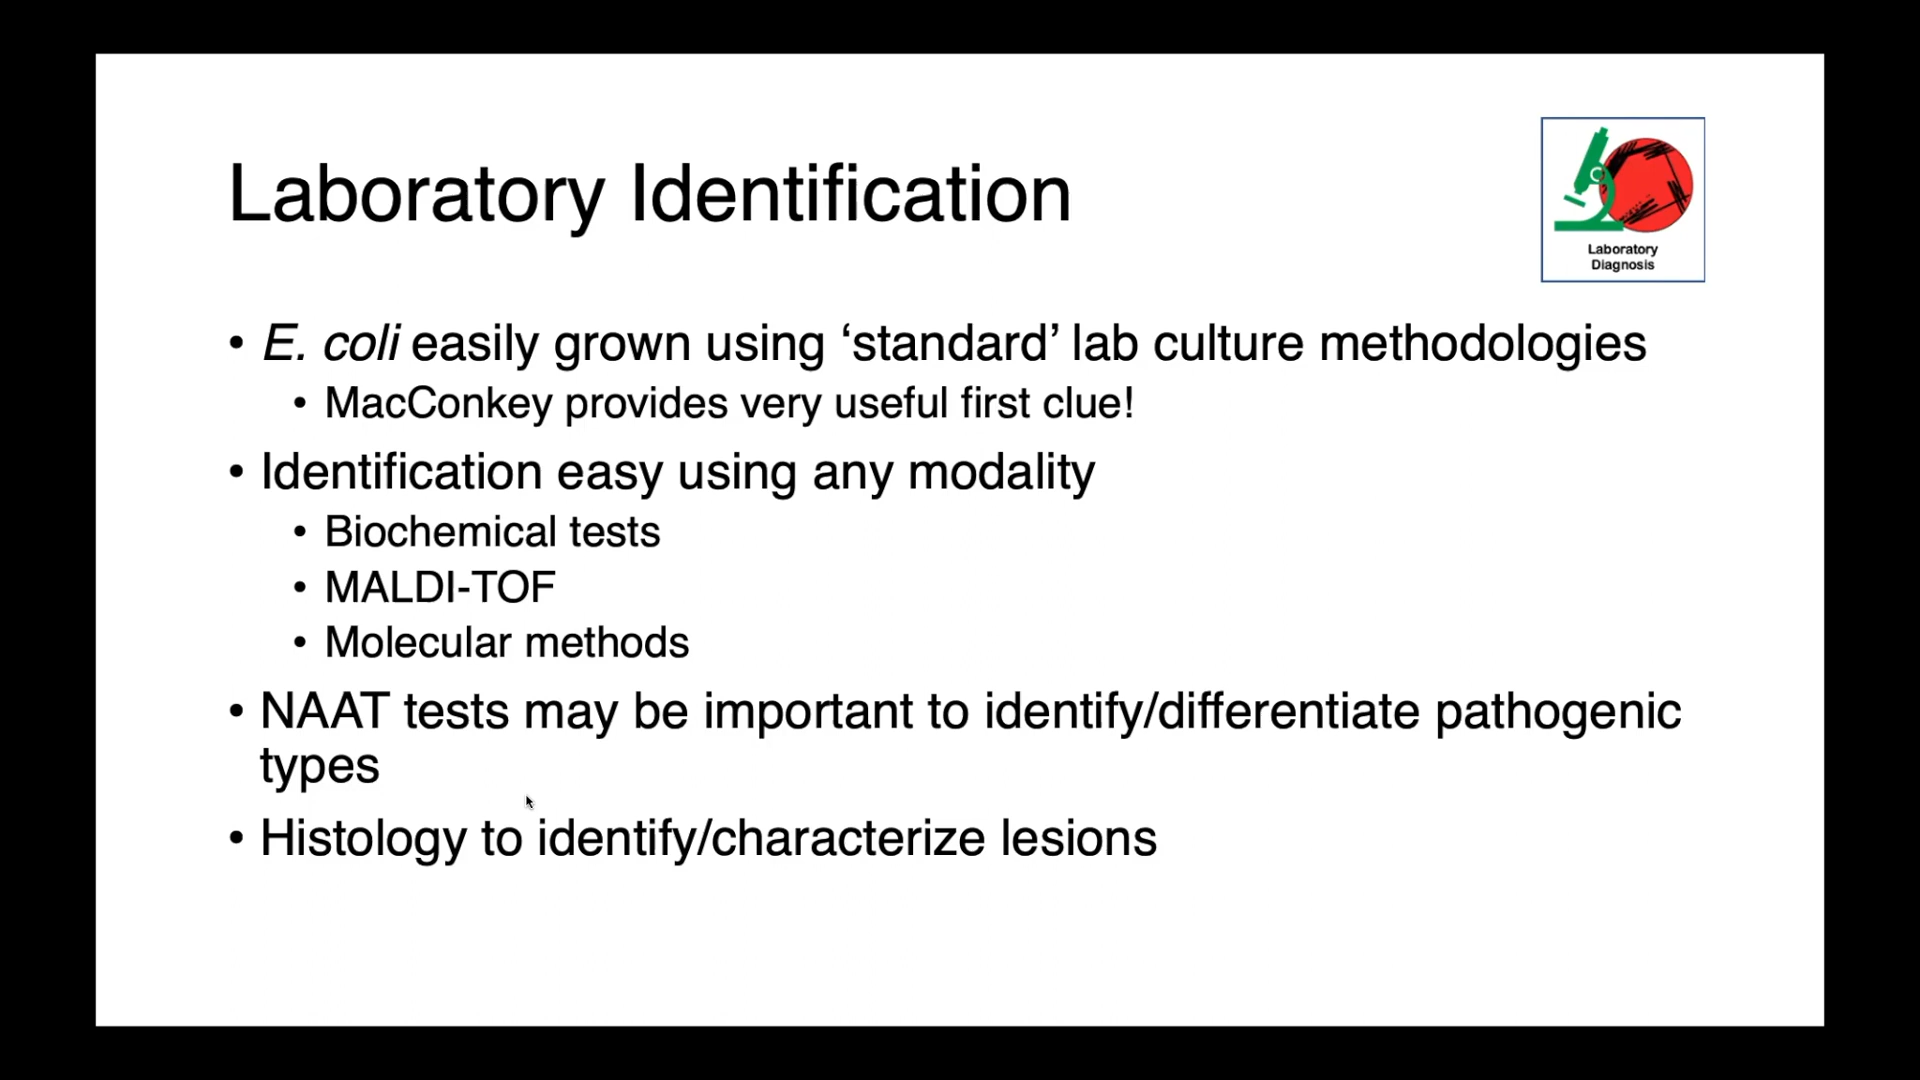 Laboratory Identification
Laboratory
Diagnosis
• E. coli easily grown using ‘standard’ lab culture methodologies
• MacConkey provides very useful first clue!
• Identification easy using any modality
• Biochemical tests
• MALDI-TOF
• Molecular methods
• NAAT tests may be important to identify/differentiate pathogenic
types
• Histology to identify/characterize lesions